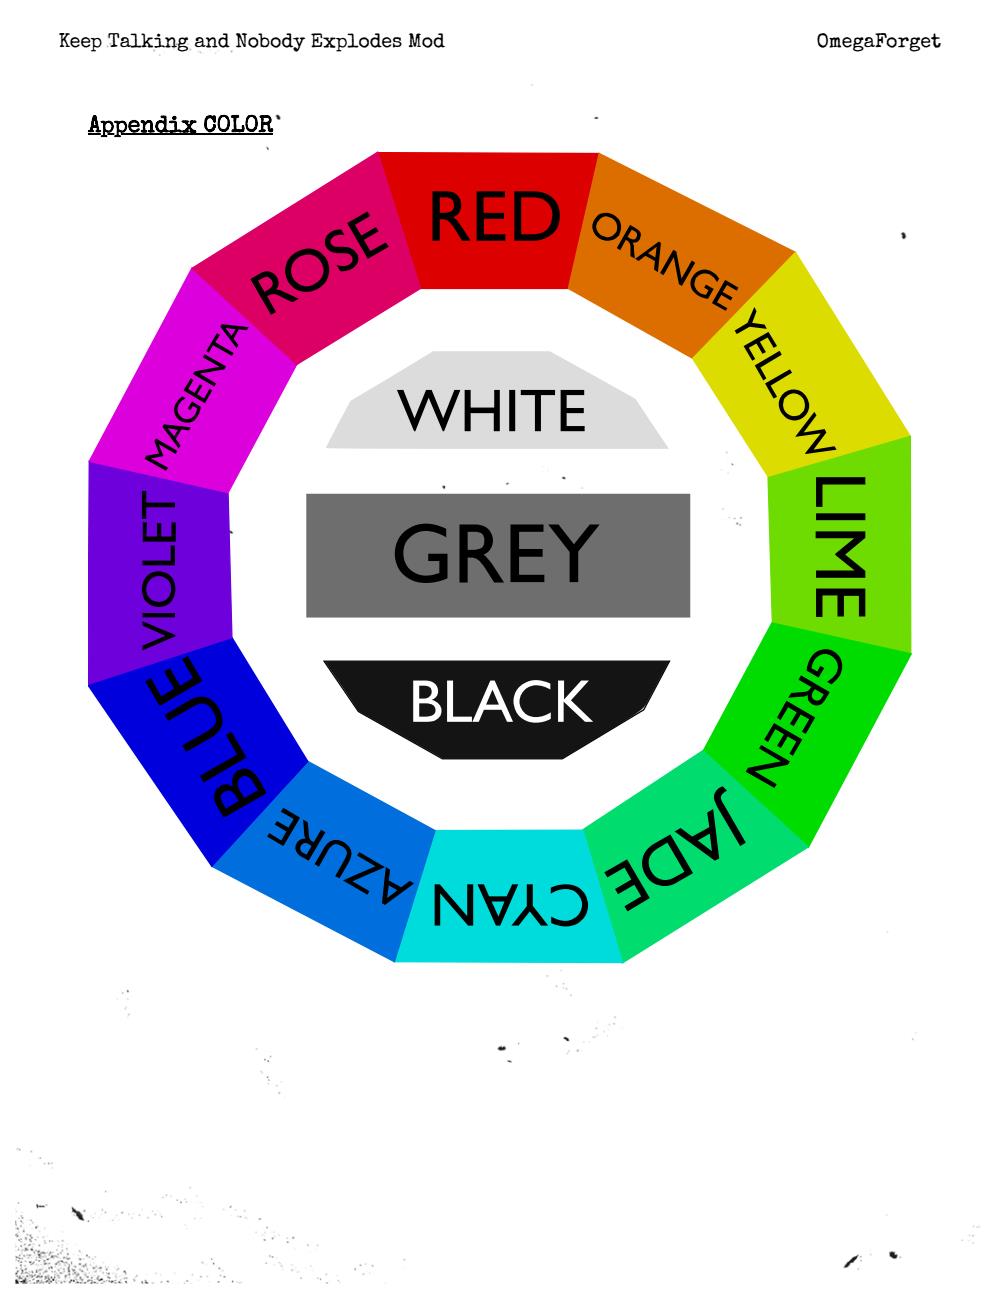 Keep Talking and Nobody Explodes Mod
OmegaForget
Appendix COLOR
RED
ORANGE
YELLOW
LIME
GREEN
JADE
CYAN
AZURE
BLUE
VIOLET
MAGENTA
ROSE
WHITE
GREY
BLACK